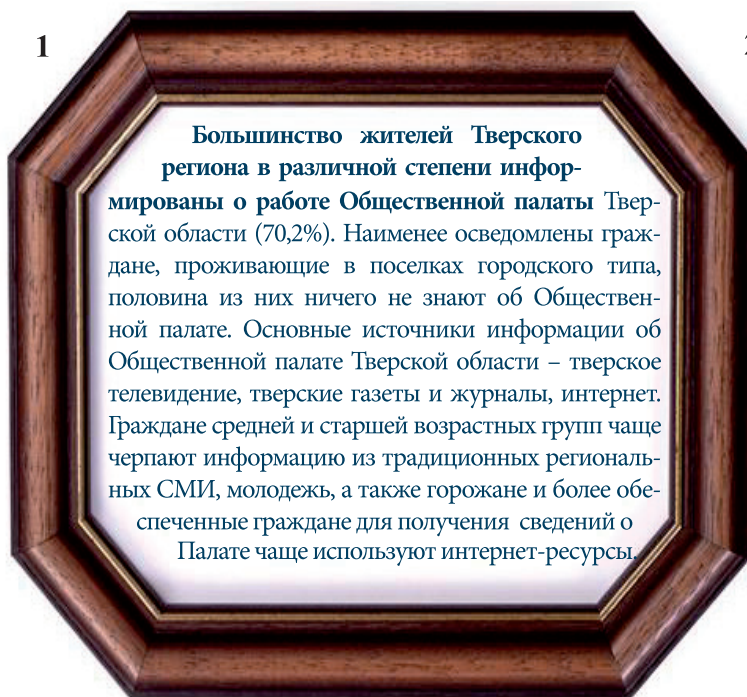 1
Большинство жителей Тверского
региона в различной степени инфор-
мированы о работе Общественной палаты Твер-
ской области (70,2%). Наименее осведомлены граж-
дане, проживающие в поселках городского типа,
половина из них ничего не знают об Обществен-
ной палате. Основные источники информации об
Общественной палате Тверской области – тверское
телевидение, тверские газеты и журналы, интернет.
Граждане средней и старшей возрастных групп чаще
черпают информацию из традиционных региональ-
ных СМИ, молодежь, а также горожане и более обе-
спеченные граждане для получения сведений о
Палате чаще используют интернет-ресурсы.